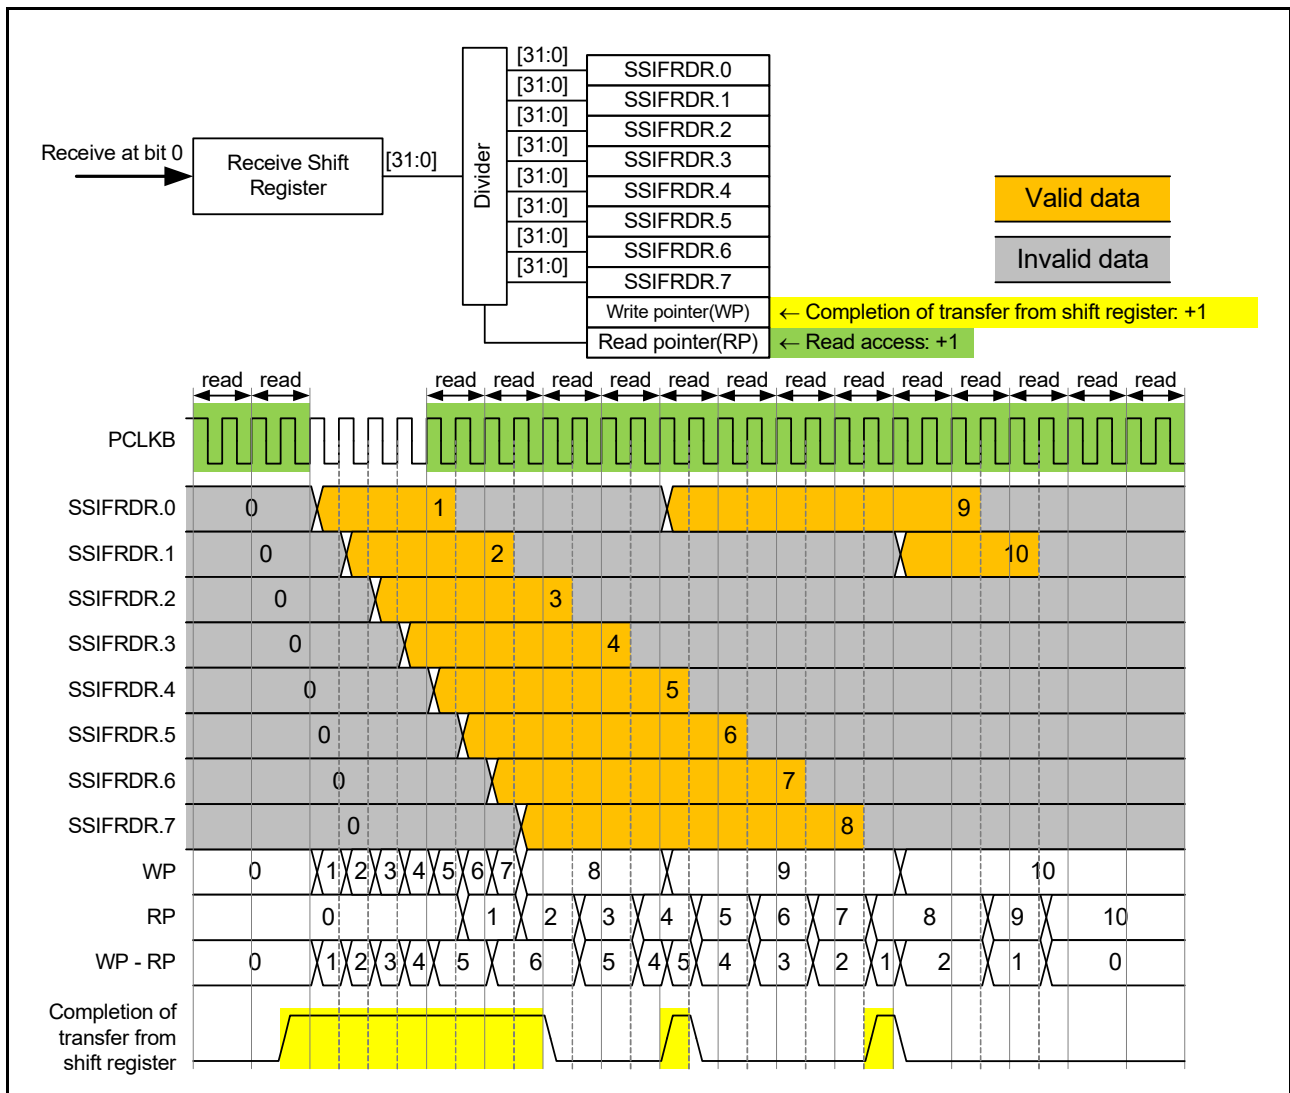 [31:0]
SSIFRDR.0
[31:0]
SSIFRDR.1
[31:0]
SSIFRDR.2
[31:0]
SSIFRDR.3
[31:0]
SSIFRDR.4
[31:0]
SSIFRDR.5
[31:0]
SSIFRDR.6
[31:0]
SSIFRDR.7
Receive at bit 0
Receive Shift
Register
[31:0]
Divider
Valid data
Invalid data
Write pointer(WP)
← Completion of transfer from shift register: +1
Read pointer(RP)
← Read access: +1
read read read read read read read read read read read read read read read
PCLKB
SSIFRDR.0 0 1 9
SSIFRDR.1 0 2 10
SSIFRDR.2 0 3
SSIFRDR.3 0 4
SSIFRDR.4 0 5
SSIFRDR.5 0 6
SSIFRDR.6 0 7
SSIFRDR.7 0 8
WP 0 1 2 3 4 5 6 7 8 9 10
RP 0 1 2 3 4 5 6 7 8 9 10
WP - RP 0 1 2 3 4 5 6 5 4 5 4 3 2 1 2 1 0
Completion of
transfer from
shift register